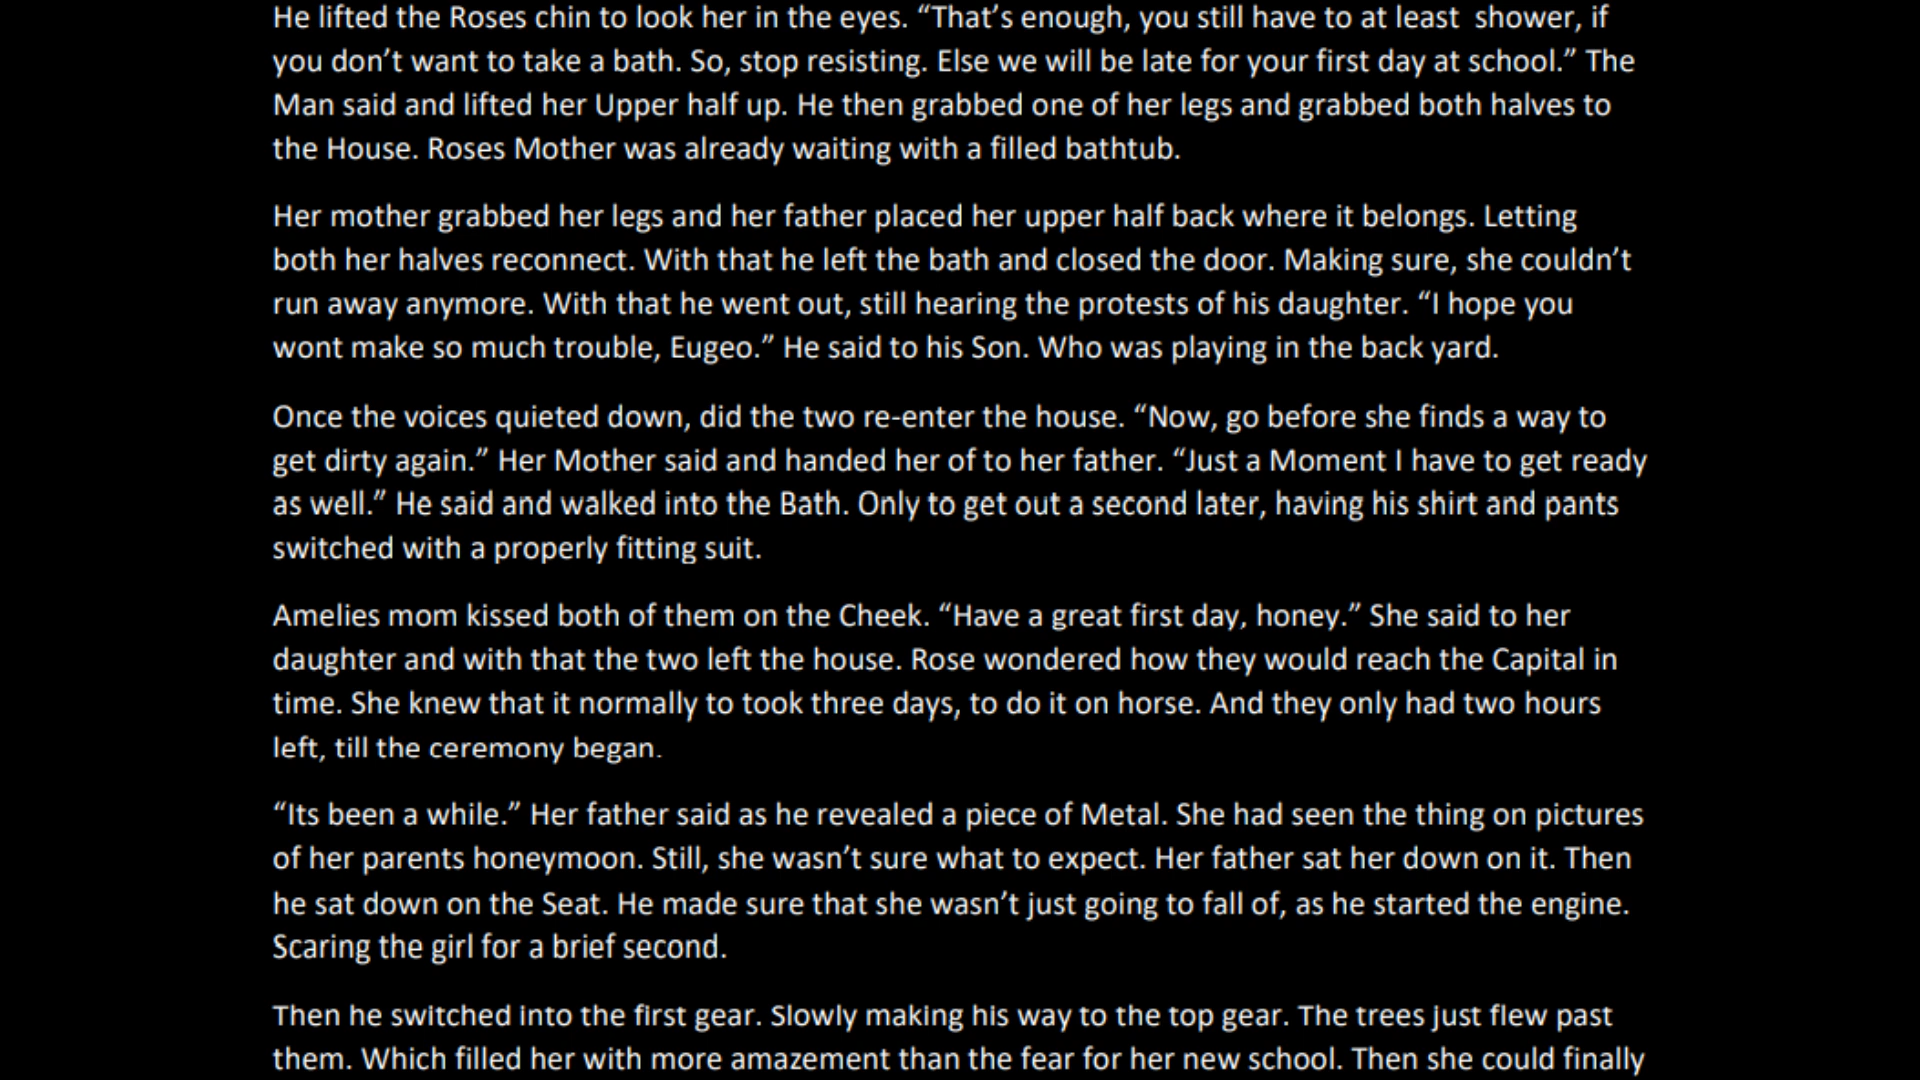 He lifted the Roses chin to look her in the eyes. “That’s enough, you still have to at least  shower, if
you don’t want to take a bath. So, stop resisting. Else we will be late for your first day at school.” The
Man said and lifted her Upper half up. He then grabbed one of her legs and grabbed both halves to
the House. Roses Mother was already waiting with a filled bathtub.
Her mother grabbed her legs and her father placed her upper half back where it belongs. Letting
both her halves reconnect. With that he left the bath and closed the door. Making sure, she couldn’t
run away anymore. With that he went out, still hearing the protests of his daughter. “I hope you
wont make so much trouble, Eugeo.” He said to his Son. Who was playing in the back yard.
Once the voices quieted down, did the two re-enter the house. “Now, go before she finds a way to
get dirty again.” Her Mother said and handed her of to her father. “Just a Moment I have to get ready
as well.” He said and walked into the Bath. Only to get out a second later, having his shirt and pants
switched with a properly fitting suit.
Amelies mom kissed both of them on the Cheek. “Have a great first day, honey.” She said to her
daughter and with that the two left the house. Rose wondered how they would reach the Capital in
time. She knew that it normally to took three days, to do it on horse. And they only had two hours
left, till the ceremony began.
“Its been a while.” Her father said as he revealed a piece of Metal. She had seen the thing on pictures
of her parents honeymoon. Still, she wasn’t sure what to expect. Her father sat her down on it. Then
he sat down on the Seat. He made sure that she wasn’t just going to fall of, as he started the engine.
Scaring the girl for a brief second.
Then he switched into the first gear. Slowly making his way to the top gear. The trees just flew past
them. Which filled her with more amazement than the fear for her new school. Then she could finally